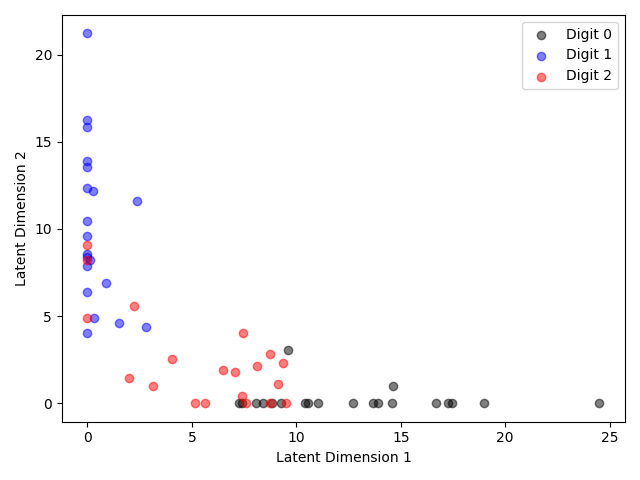 Digit 0
Digit 1
Digit 2
20
15
10
5
0
Latent Dimension 2
0 5 10 15 20 25
Latent Dimension 1